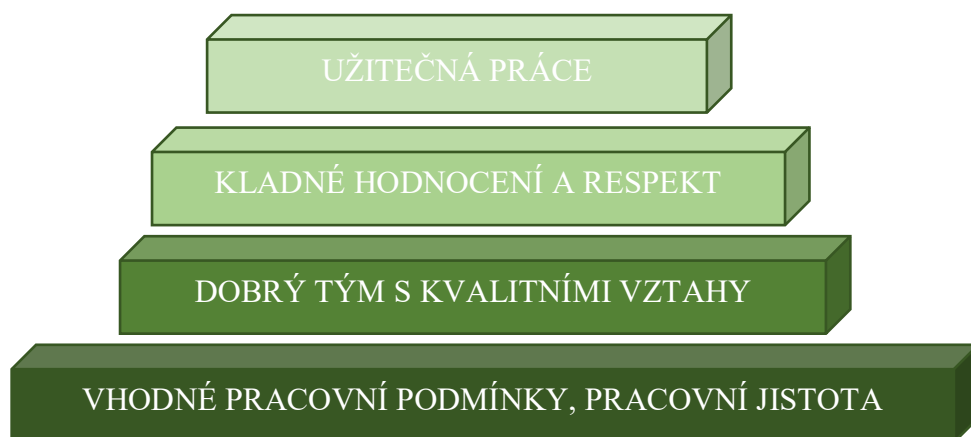 UŽITEČNÁ PRÁCE
KLADNÉ HODNOCENÍ A RESPEKT
DOBRÝ TÝM S KVALITNÍMI VZTAHY
VHODNÉ PRACOVNÍ PODMÍNKY, PRACOVNÍ JISTOTA